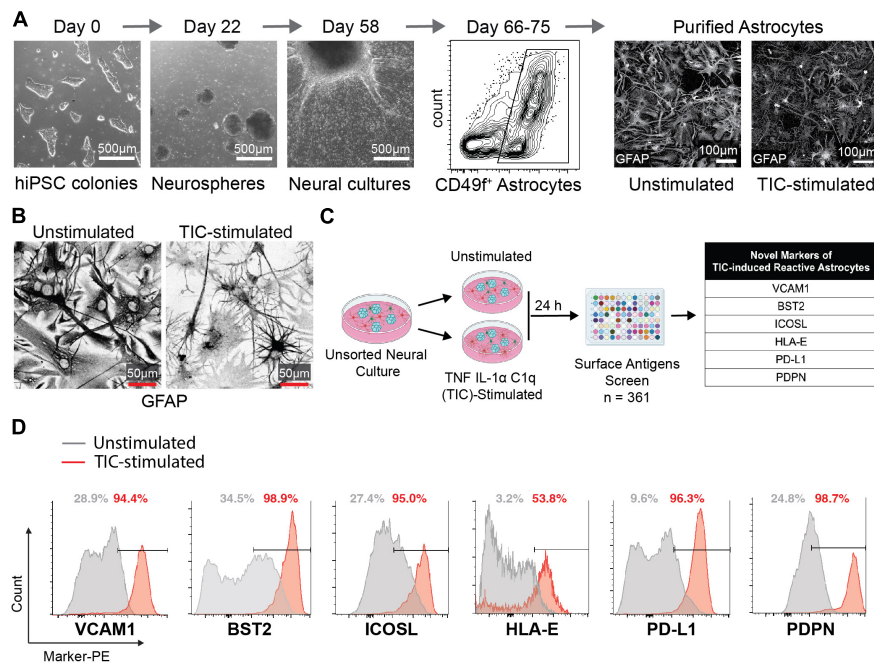 A
Day 0
Day 22
Day 58
Day 66-75
Purified Astrocytes
500µm
500µm
500µm
count
GFAP
100µm
GFAP
100µm
hiPSC colonies
Neurospheres
Neural cultures
CD49f+ Astrocytes
Unstimulated
TIC-stimulated
B
Unstimulated
TIC-stimulated
50µm
50µm
GFAP
C
Unsorted Neural
Culture
Unstimulated
TNF IL-1α C1q
(TIC)-Stimulated
24 h
Surface Antigens
Screen
n = 361
Novel Markers of
TIC-induced Reactive Astrocytes
VCAM1
BST2
ICOSL
HLA-E
PD-L1
PDPN
D
Unstimulated
TIC-stimulated
28.9% 94.4%
34.5% 98.9%
27.4% 95.0%
3.2% 53.8%
9.6% 96.3%
24.8% 98.7%
Count
VCAM1
BST2
ICOSL
HLA-E
PD-L1
PDPN
Marker-PE